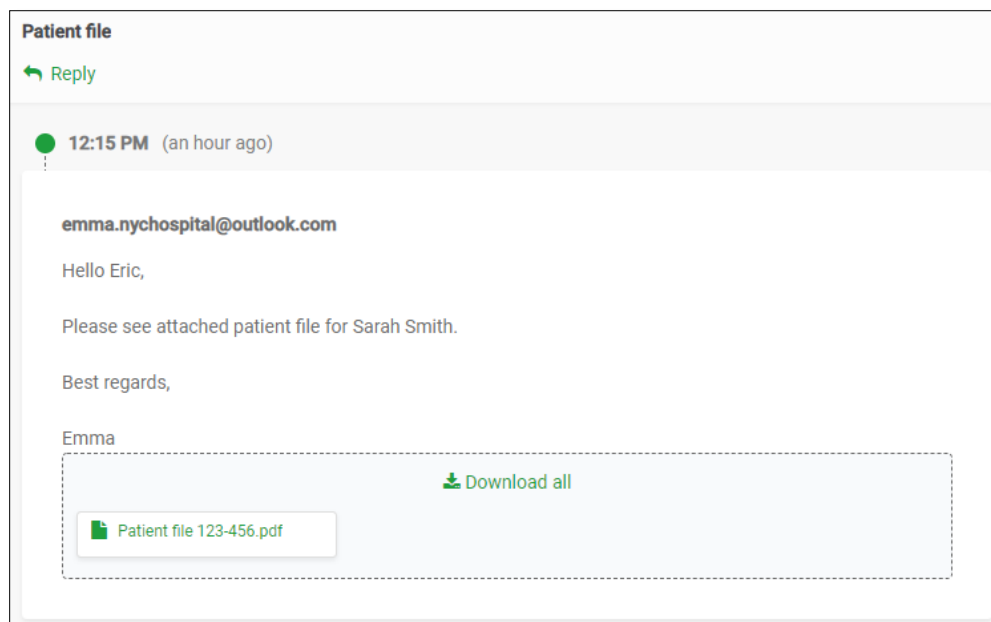 Patient file
Reply
12:15 PM (an hour ago)
emma.nychospital@outlook.com
Hello Eric,
Please see attached patient file for Sarah Smith.
Best regards,
Emma
Download all
Patient file 123-456.pdf